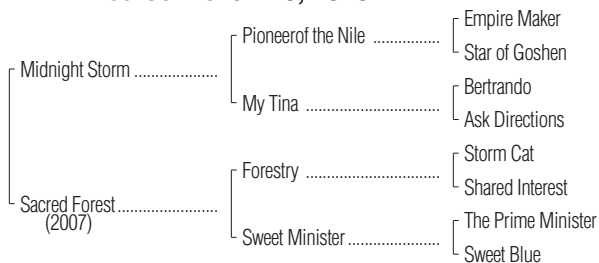 Empire Maker
Pioneerof the Nile ..................
Star of Goshen
Midnight Storm .....................
Bertrando
My Tina ....................................
Ask Directions
Storm Cat
Forestry ....................................
Shared Interest
Sacred Forest .........................
(2007)
The Prime Minister
Sweet Minister .........................
Sweet Blue